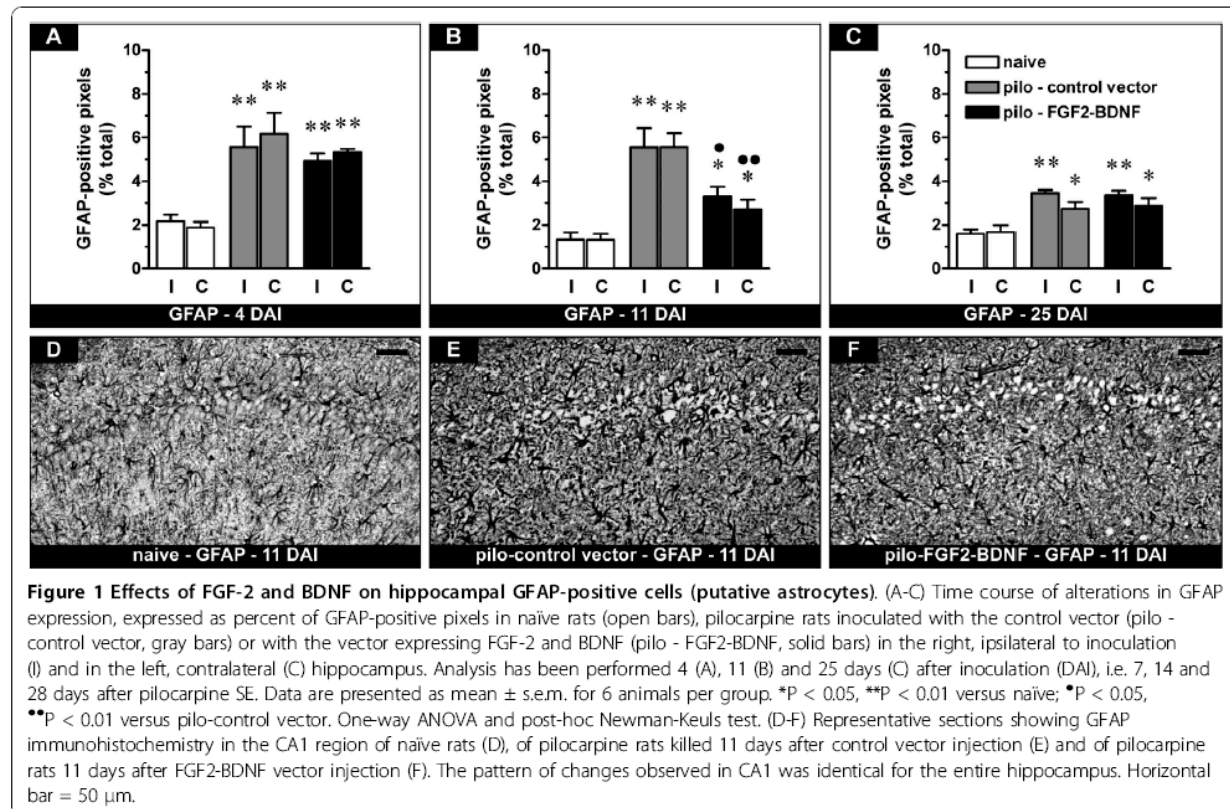 A
GFAP-positive pixels
(% total)
10
8
6
4
2
0
** ** ** **
I C I C I C
GFAP - 4 DAI
B
GFAP-positive pixels
(% total)
10
8
6
4
2
0
** **
• ••
* *
I C I C I C
GFAP - 11 DAI
C
GFAP-positive pixels
(% total)
10
8
6
4
2
0
naive
pilo - control vector
pilo - FGF2-BDNF
** * ** *
I C I C I C
GFAP - 25 DAI
D
naive - GFAP - 11 DAI
E
pilo-control vector - GFAP - 11 DAI
F
pilo-FGF2-BDNF - GFAP - 11 DAI
Figure 1 Effects of FGF-2 and BDNF on hippocampal GFAP-positive cells (putative astrocytes). (A-C) Time course of alterations in GFAP
expression, expressed as percent of GFAP-positive pixels in naïve rats (open bars), pilocarpine rats inoculated with the control vector (pilo -
control vector, gray bars) or with the vector expressing FGF-2 and BDNF (pilo - FGF2-BDNF, solid bars) in the right, ipsilateral to inoculation
(I) and in the left, contralateral (C) hippocampus. Analysis has been performed 4 (A), 11 (B) and 25 days (C) after inoculation (DAI), i.e. 7, 14 and
28 days after pilocarpine SE. Data are presented as mean ± s.e.m. for 6 animals per group. *P < 0.05, **P < 0.01 versus naïve; •P < 0.05,
••P < 0.01 versus pilo-control vector. One-way ANOVA and post-hoc Newman-Keuls test. (D-F) Representative sections showing GFAP
immunohistochemistry in the CA1 region of naïve rats (D), of pilocarpine rats killed 11 days after control vector injection (E) and of pilocarpine
rats 11 days after FGF2-BDNF vector injection (F). The pattern of changes observed in CA1 was identical for the entire hippocampus. Horizontal
bar = 50 μm.